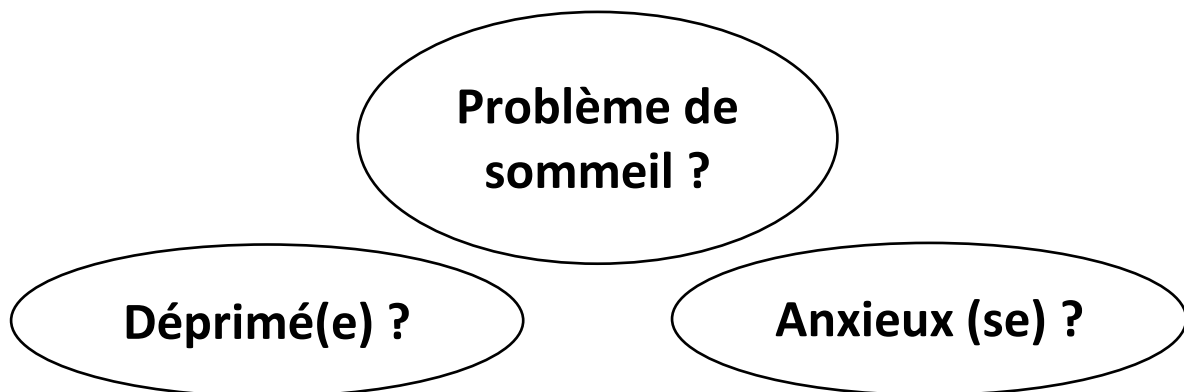 Problème de
sommeil ?
Déprimé(e) ?
Anxieux (se) ?